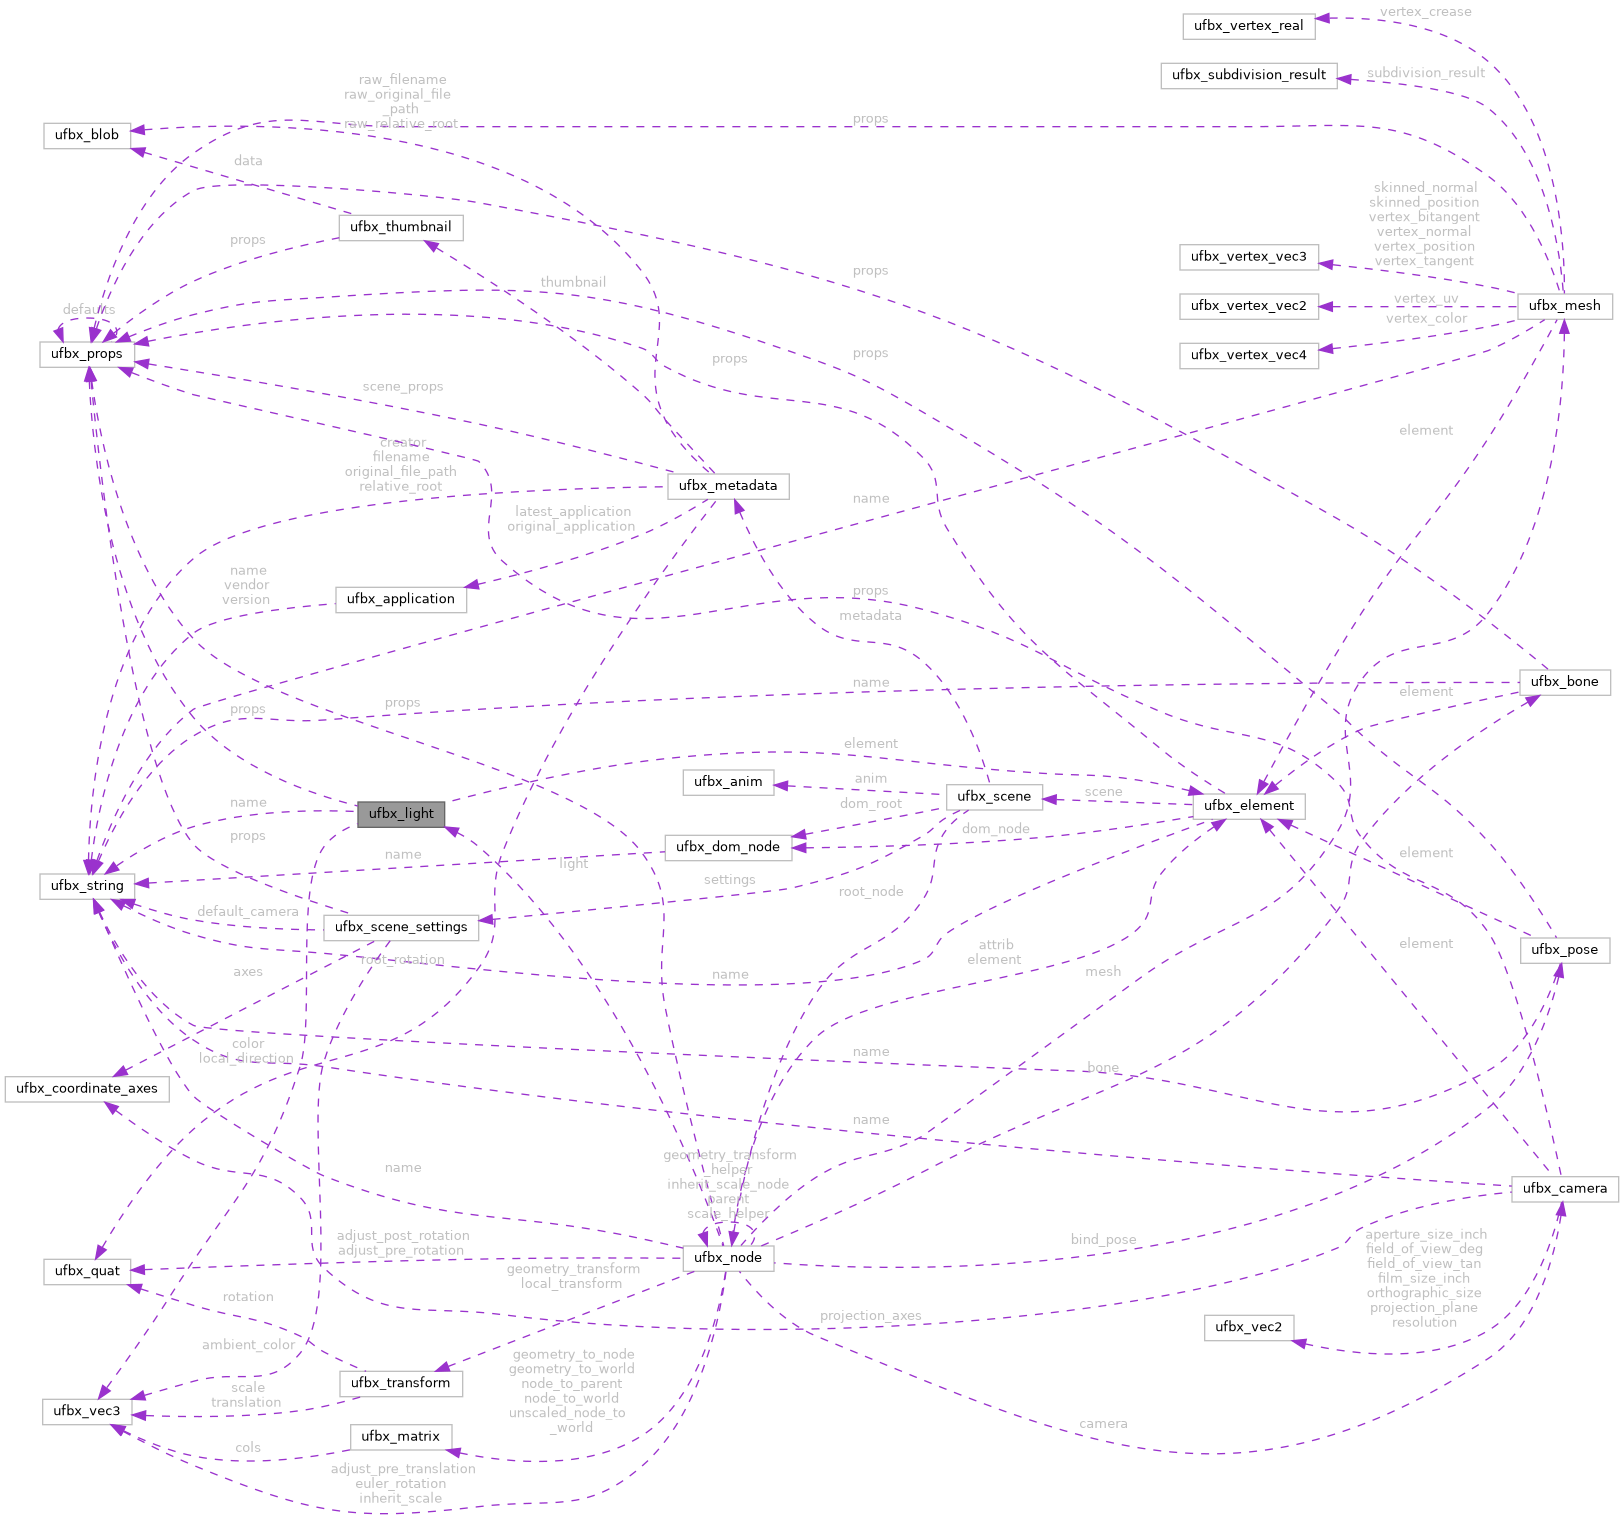 vertex_crease
ufbx_vertex_real
subdivision_result
ufbx_subdivision_result
raw_filename
raw_original_file
_path
raw_relative_root
props
ufbx_blob
data
skinned_normal
skinned_position
vertex_bitangent
vertex_normal
vertex_position
vertex_tangent
ufbx_thumbnail
props
ufbx_vertex_vec3
props
thumbnail
vertex_uv
ufbx_vertex_vec2
ufbx_mesh
defaults
vertex_color
ufbx_props
props
props
ufbx_vertex_vec4
scene_props
element
creator
filename
original_file_path
relative_root
ufbx_metadata
name
latest_application
original_application
name
vendor
version
ufbx_application
props
metadata
name
ufbx_bone
element
props
props
element
ufbx_anim
anim
scene
ufbx_scene
ufbx_element
name
dom_root
ufbx_light
props
dom_node
ufbx_dom_node
name
light
element
settings
ufbx_string
root_node
default_camera
ufbx_scene_settings
attrib
element
element
ufbx_pose
root_rotation
axes
name
mesh
color
local_direction
name
bone
ufbx_coordinate_axes
name
geometry_transform
_helper
inherit_scale_node
parent
scale_helper
name
ufbx_camera
adjust_post_rotation
adjust_pre_rotation
bind_pose
ufbx_node
ufbx_quat
geometry_transform
local_transform
aperture_size_inch
field_of_view_deg
field_of_view_tan
film_size_inch
orthographic_size
projection_plane
resolution
rotation
projection_axes
ufbx_vec2
ambient_color
geometry_to_node
geometry_to_world
node_to_parent
node_to_world
unscaled_node_to
_world
ufbx_transform
scale
translation
ufbx_vec3
camera
ufbx_matrix
cols
adjust_pre_translation
euler_rotation
inherit_scale